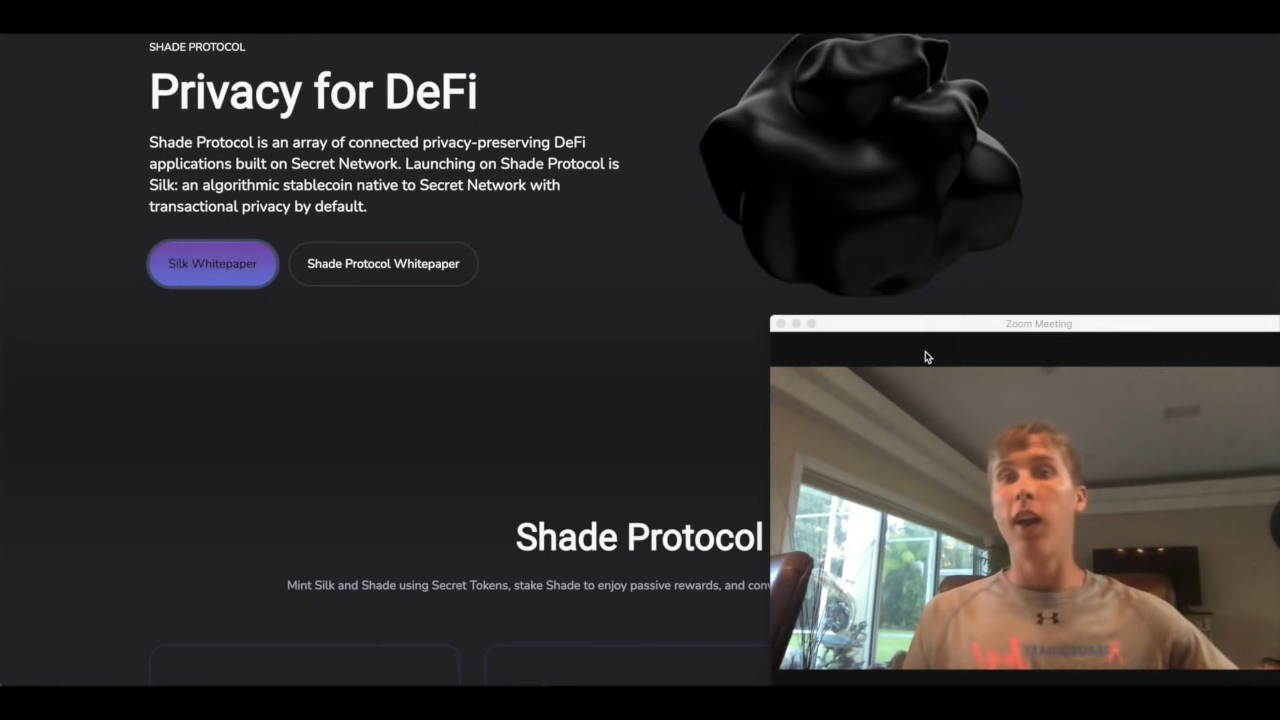 SHADE PROTOCOL
Privacy for DeFi
Shade Protocol is an array of connected privacy-preserving DeFi
applications built on Secret Network. Launching on Shade Protocol is
Silk: an algorithmic stablecoin native to Secret Network with
transactional privacy by default.
Silk Whitepaper
Shade Protocol Whitepaper
Zoom Meeting
Shade Protocol
Mint Silk and Shade using Secret Tokens, stake Shade to enjoy passive rewards, and